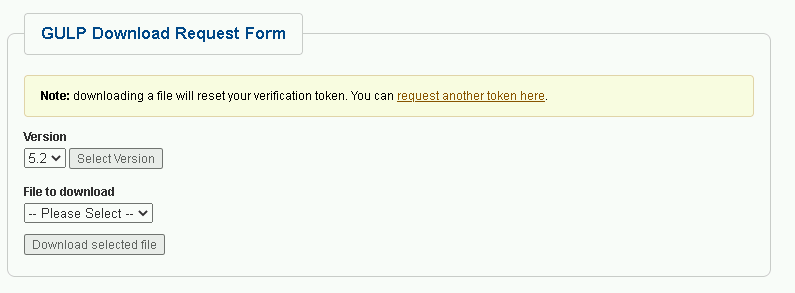 GULP Download Request Form
Note: downloading a file will reset your verification token. You can request another token here.
Version
5.2 Select Version
File to download
-- Please Select --
Download selected file